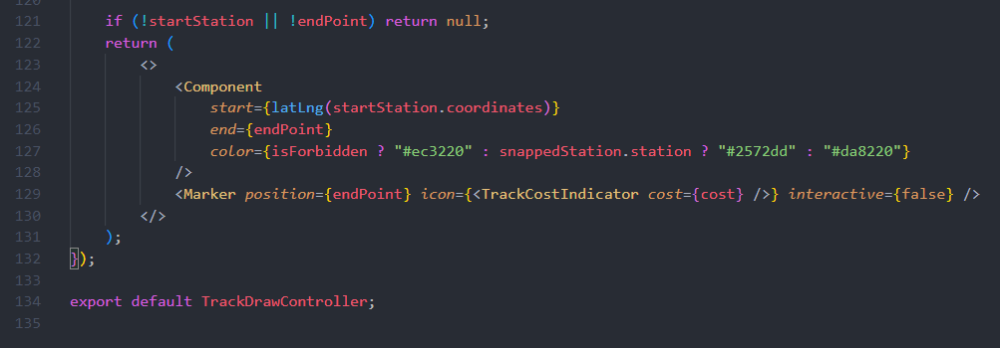 120
121 if (!startStation || !endPoint) return null;
122 return (
123 <>
124 <Component
125 start={latLng(startStation.coordinates)}
126 end={endPoint}
127 color={isForbidden ? "#ec3220" : snappedStation.station ? "#2572dd" : "#da8220"}
128 />
129 <Marker position={endPoint} icon={<TrackCostIndicator cost={cost} />} interactive={false} />
130 </>
131 );
132 });
133
134 export default TrackDrawController;
135